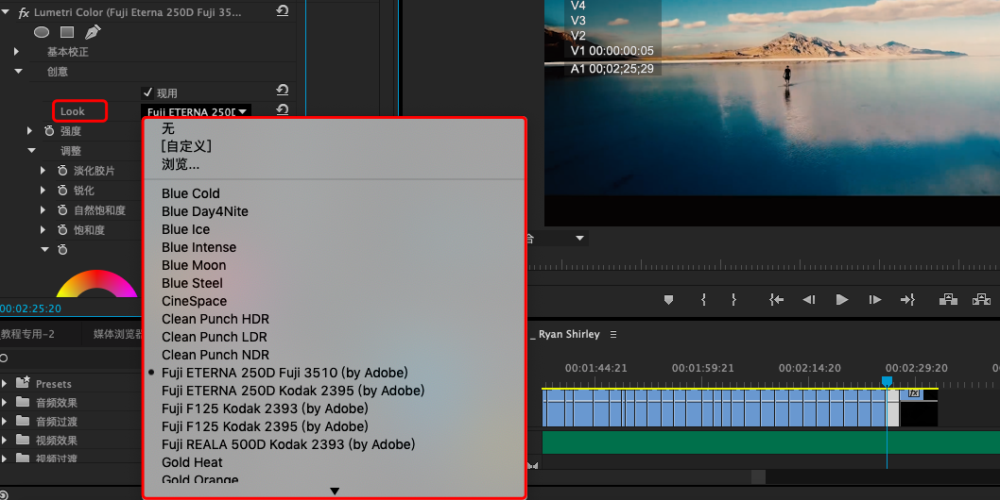 fx Lumetri Color (Fuji Eterna 250D Fuji 35...
基本校正
创意
现用
Look
Fuji ETERNA 250D
强度
调整
淡化胶片
锐化
自然饱和度
饱和度
00:02:25:20
无
[自定义]
浏览...
Blue Cold
Blue Day4Nite
Blue Ice
Blue Intense
Blue Moon
Blue Steel
CineSpace
Clean Punch HDR
Clean Punch LDR
Clean Punch NDR
Fuji ETERNA 250D Fuji 3510 (by Adobe)
Fuji ETERNA 250D Kodak 2395 (by Adobe)
Fuji F125 Kodak 2393 (by Adobe)
Fuji F125 Kodak 2395 (by Adobe)
Fuji REALA 500D Kodak 2393 (by Adobe)
Gold Heat
Gold Orange
教程专用-2
媒体浏览器
Presets
音频效果
音频过渡
视频效果
视频过渡
V4
V3
V2
V1 00:00:00:05
A1 00;02;25;29
合
_ Ryan Shirley
00:01:44:21
00:01:59:21
00:02:14:20
00:02:29:20
00
fx